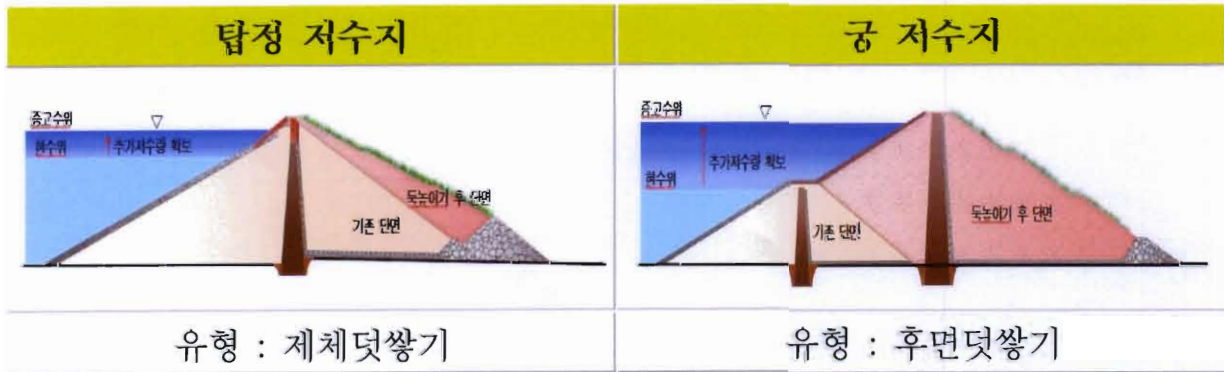 탑정 저수지
궁 저수지
증고수위
현수위
추가저수량 확보
둑높이기 후 단면
기존 단면
유형 : 제체덧쌓기
증고수위
현수위
추가저수량 확보
둑높이기 후 단면
기존 단면
유형 : 후면덧쌓기